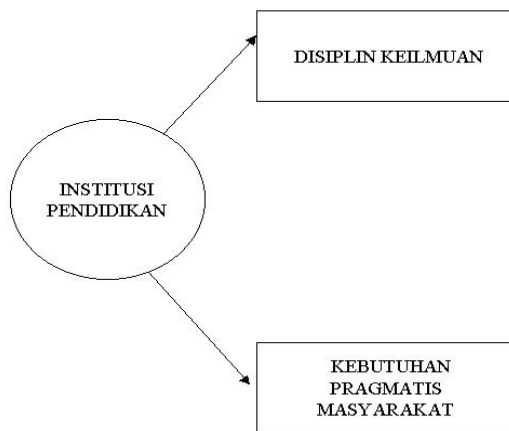 DISIPLIN KEILMUAN
INSTITUSI
PENDIDIKAN
KEBUTUHAN
PRAGMATIS
MASYARAKAT